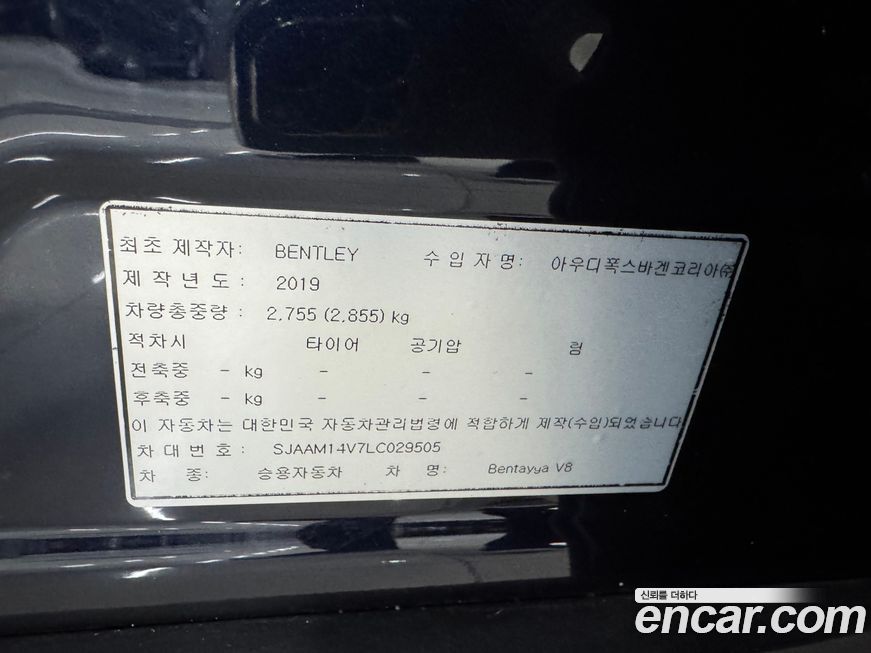 최초 제작자: BENTLEY 수 입 자 명: 아우디폭스바겐코리아㈜
제 작 년 도 : 2019
차량총중량 : 2,755 (2,855) kg
적차시 타이어 공기압 림
전축중 - kg - - -
후축중 - kg - - -
이 자동차는 대한민국 자동차관리법령에 적합하게 제작(수입)되었습니다
차 대 번 호 : SJAAM14V7LC029505
차 종: 승용자동차 차 명: Bentayya V8
신뢰를 더하다
encar.com